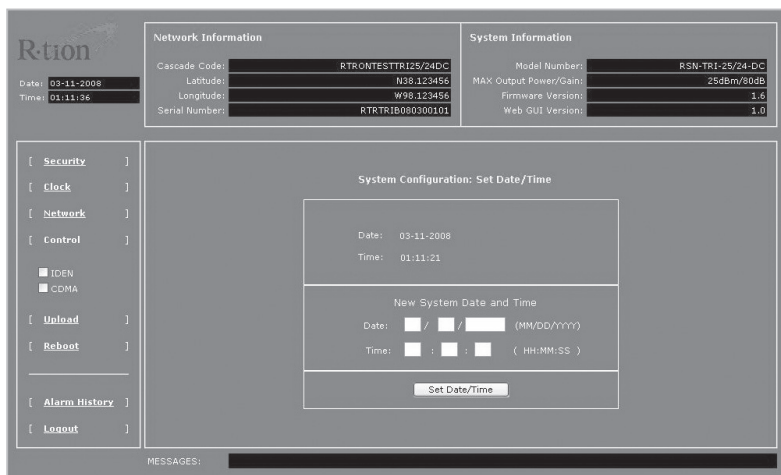 R-tion
Date: 03-11-2008
Time: 01:11:36
Network Information
Cascade Code: RTRONTESTTRI25/24DC
Latitude: N38.123456
Longitude: W98.123456
Serial Number: RTRTRIB080300101
System Information
Model Number: RSN-TRI-25/24-DC
MAX Output Power/Gain: 25dBm/80dB
Firmware Version: 1.6
Web GUI Version: 1.0
[ Security ]
[ Clock ]
[ Network ]
[ Control ]
IDEN
CDMA
[ Upload ]
[ Reboot ]
[ Alarm History ]
[ Logout ]
System Configuration: Set Date/Time
Date: 03-11-2008
Time: 01:11:21
New System Date and Time
Date: / / (MM/DD/YYYY)
Time: : : ( HH:MM:SS )
Set Date/Time
MESSAGES: